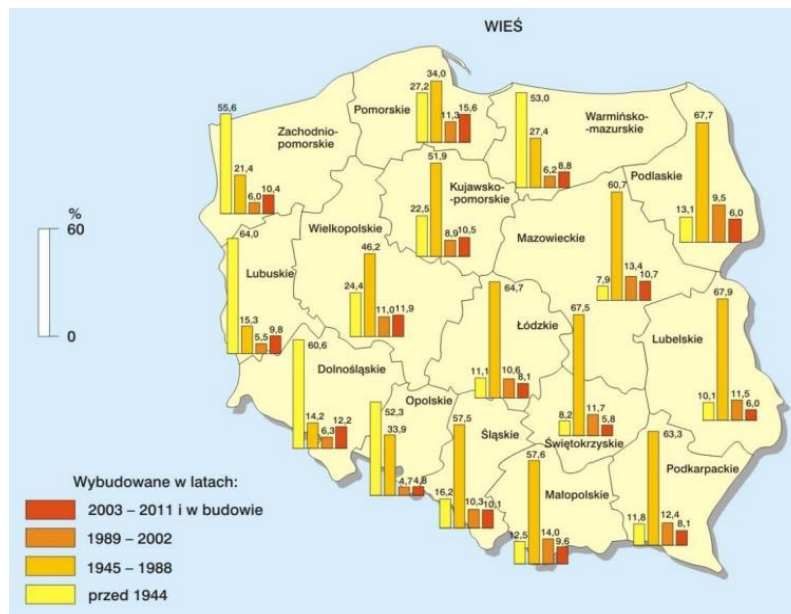 WIEŚ
%
60
0
Zachodnio-
pomorskie
55,6
21,4
6,0
10,4
Pomorskie
27,2
34,0
11,3
15,6
Warmińsko-
mazurskie
53,0
27,4
6,2
8,8
Podlaskie
13,1
67,7
9,5
6,0
Kujawsko-
-pomorskie
22,5
51,9
8,9
10,5
Mazowieckie
7,9
60,7
13,4
10,7
Wielkopolskie
24,4
46,2
11,0
11,9
Lubuskie
64,0
15,3
5,5
9,8
Łódzkie
11,1
64,7
10,6
8,1
Lubelskie
10,1
67,9
11,5
6,0
Dolnośląskie
60,6
14,2
6,3
12,2
Opolskie
52,3
33,9
4,7
4,8
Śląskie
16,2
57,5
10,3
10,1
Świętokrzyskie
8,2
67,5
11,7
5,8
Małopolskie
12,5
57,6
14,0
9,6
Podkarpackie
11,8
63,3
12,4
8,1
Wybudowane w latach:
2003 – 2011 i w budowie
1989 – 2002
1945 – 1988
przed 1944